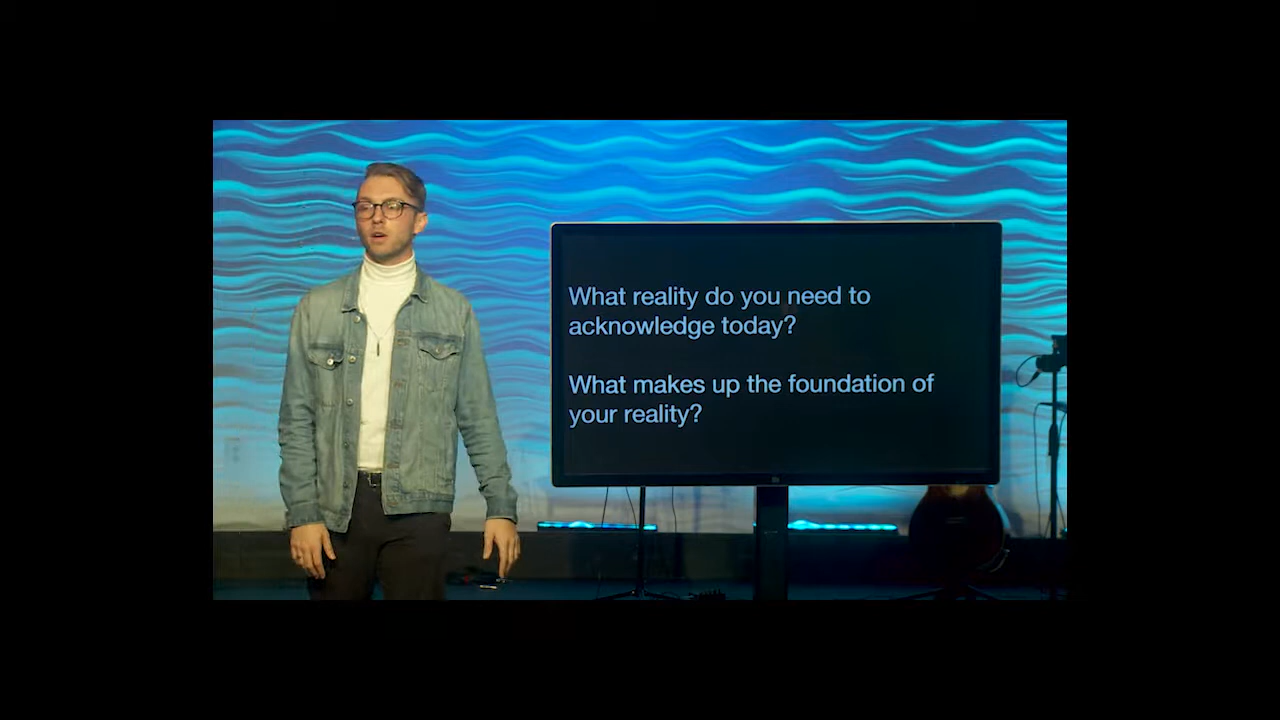 What reality do you need to
acknowledge today?
What makes up the foundation of
your reality?